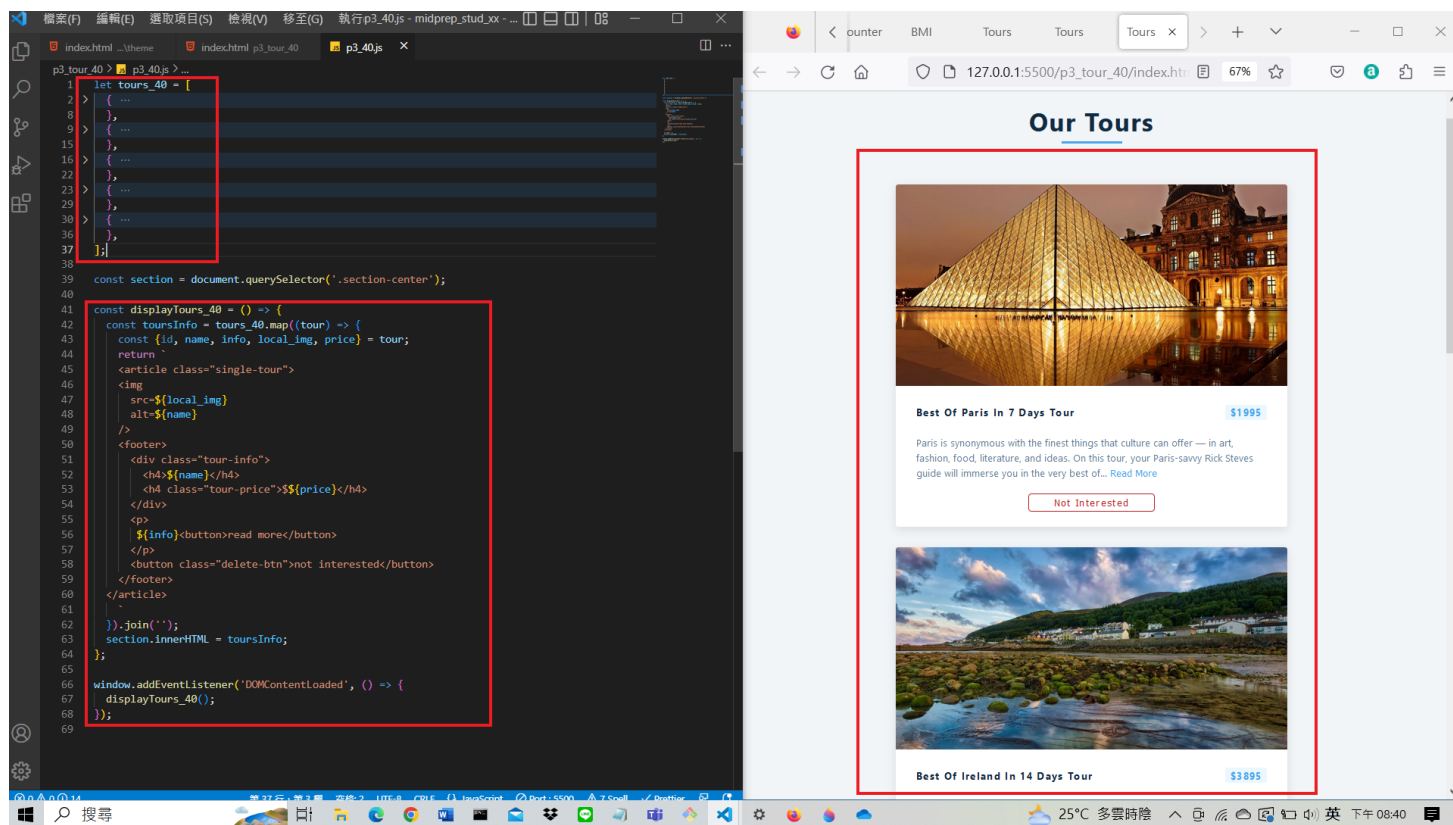 檔案(F) 編輯(E) 選取項目(S) 檢視(V) 移至(G) 執行 p3_40.js - midprep_stud_xx - ...
index.html ...\theme index.html p3_tour_40 p3_40.js ×
p3_tour_40 > p3_40.js > ...
1 let tours_40 = [
2 > { ...
8 },
9 > { ...
15 },
16 > { ...
22 },
23 > { ...
29 },
30 > { ...
36 },
37 ];
38
39 const section = document.querySelector('.section-center');
40
41 const displayTours_40 = () => {
42 const toursInfo = tours_40.map((tour) => {
43 const {id, name, info, local_img, price} = tour;
44 return `
45 <article class="single-tour">
46 <img
47 src=${local_img}
48 alt=${name}
49 />
50 <footer>
51 <div class="tour-info">
52 <h4>${name}</h4>
53 <h4 class="tour-price">$${price}</h4>
54 </div>
55 <p>
56 ${info}<button>read more</button>
57 </p>
58 <button class="delete-btn">not interested</button>
59 </footer>
60 </article>
61 `
62 }).join('');
63 section.innerHTML = toursInfo;
64 };
65
66 window.addEventListener('DOMContentLoaded', () => {
67 displayTours_40();
68 });
69
ounter BMI Tours Tours Tours ×
127.0.0.1:5500/p3_tour_40/index.ht 67%
Our Tours
Best Of Paris In 7 Days Tour $1995
Paris is synonymous with the finest things that culture can offer — in art,
fashion, food, literature, and ideas. On this tour, your Paris-savvy Rick Steves
guide will immerse you in the very best of... Read More
Not Interested
Best Of Ireland In 14 Days Tour $3895
搜尋
25°C 多雲時陰 英 下午 08:40